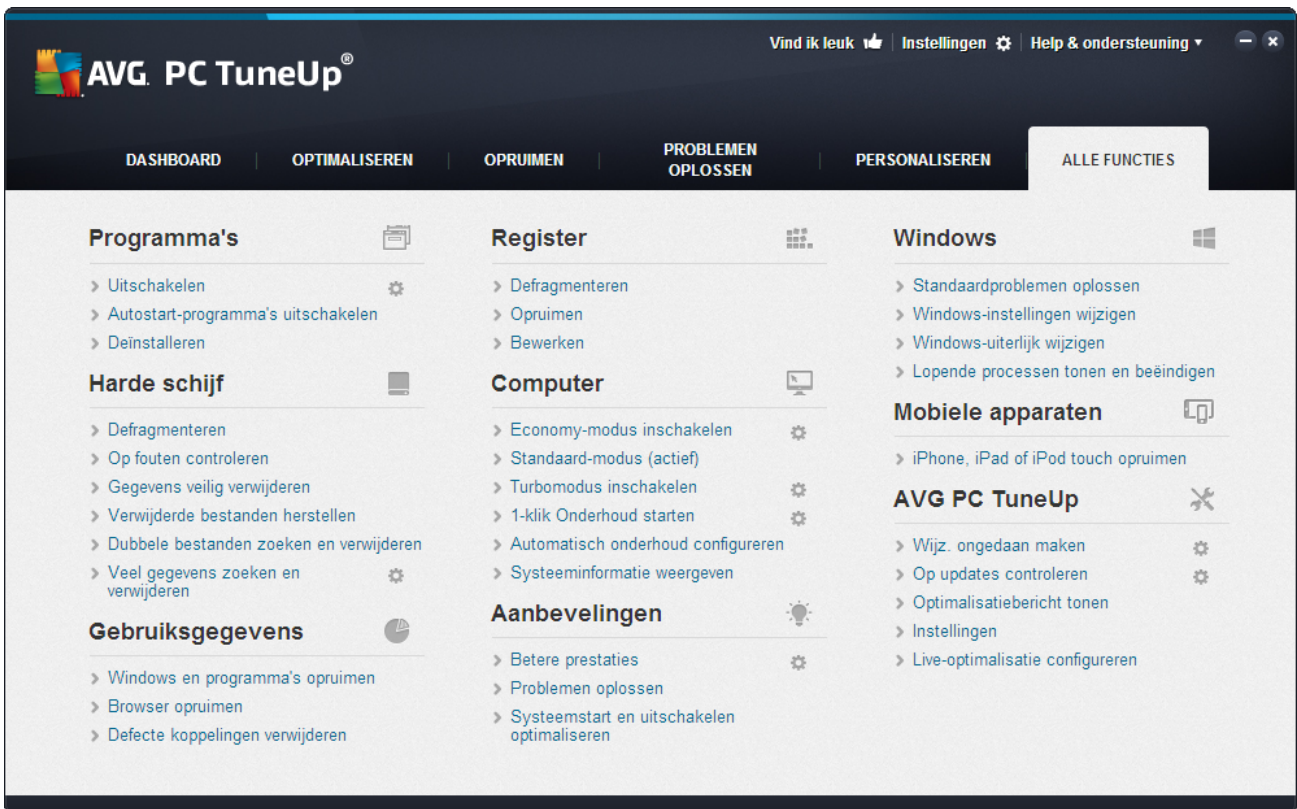 Vind ik leuk
Instellingen
Help & ondersteuning
AVG. PC TuneUp®
DASHBOARD
OPTIMALISEREN
OPRUIMEN
PROBLEMEN
OPLOSSEN
PERSONALISEREN
ALLE FUNCTIES
Programma's
Uitschakelen
Autostart-programma's uitschakelen
Deïnstalleren
Harde schijf
Defragmenteren
Op fouten controleren
Gegevens veilig verwijderen
Verwijderde bestanden herstellen
Dubbele bestanden zoeken en verwijderen
Veel gegevens zoeken en
verwijderen
Gebruiksgegevens
Windows en programma's opruimen
Browser opruimen
Defecte koppelingen verwijderen
Register
Defragmenteren
Opruimen
Bewerken
Computer
Economy-modus inschakelen
Standaard-modus (actief)
Turbomodus inschakelen
1-klik Onderhoud starten
Automatisch onderhoud configureren
Systeeminformatie weergeven
Aanbevelingen
Betere prestaties
Problemen oplossen
Systeemstart en uitschakelen
optimaliseren
Windows
Standaardproblemen oplossen
Windows-instellingen wijzigen
Windows-uiterlijk wijzigen
Lopende processen tonen en beëindigen
Mobiele apparaten
iPhone, iPad of iPod touch opruimen
AVG PC TuneUp
Wijz. ongedaan maken
Op updates controleren
Optimalisatiebericht tonen
Instellingen
Live-optimalisatie configureren